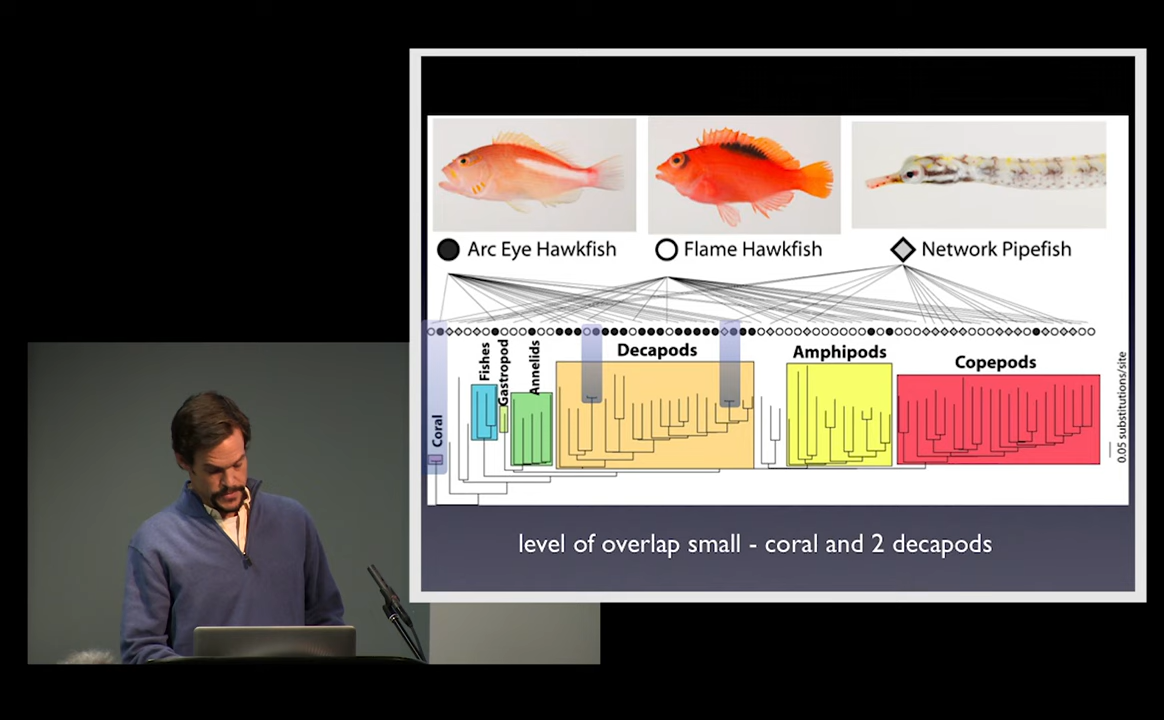 Arc Eye Hawkfish
Flame Hawkfish
Network Pipefish
Coral
Fishes
Gastropod
Annelids
Decapods
Amphipods
Copepods
0.05 substitutions/site
level of overlap small - coral and 2 decapods